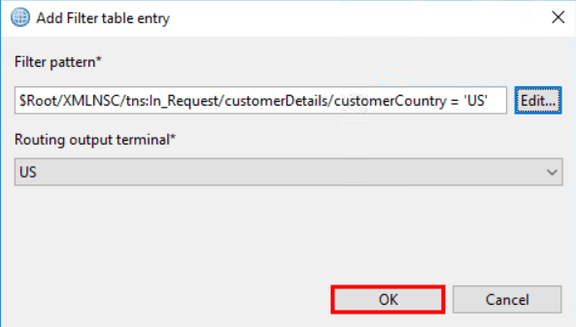 Add Filter table entry
Filter pattern*
$Root/XMLNSC/tns:In_Request/customerDetails/customerCountry = 'US'
Edit...
Routing output terminal*
US
OK
Cancel